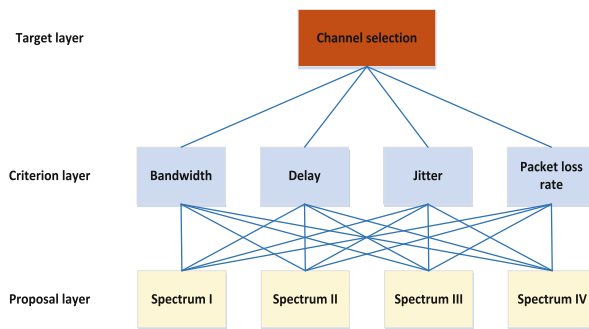 Target layer
Channel selection
Criterion layer
Bandwidth
Delay
Jitter
Packet loss
rate
Proposal layer
Spectrum I
Spectrum II
Spectrum III
Spectrum IV